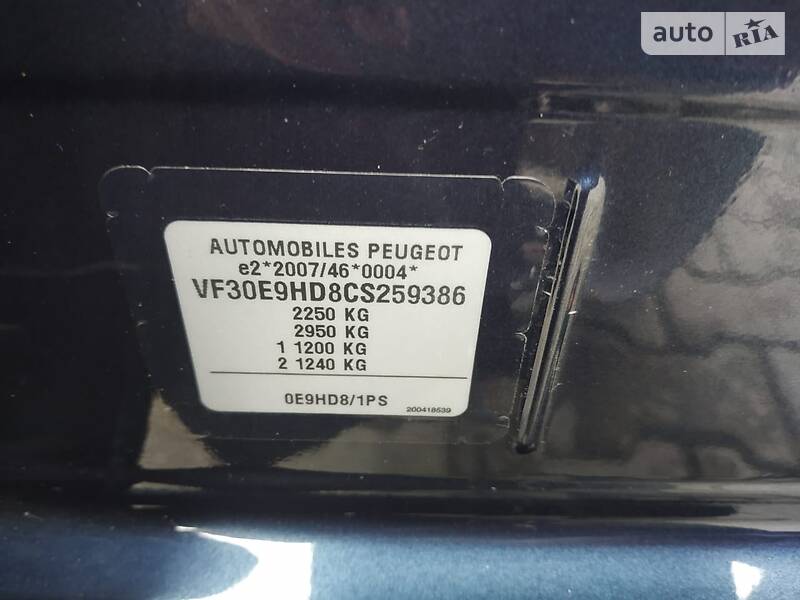 auto RIA
AUTOMOBILES PEUGEOT
e2*2007/46*0004*
VF30E9HD8CS259386
2250 KG
2950 KG
1 1200 KG
2 1240 KG
0E9HD8/1PS
200418539